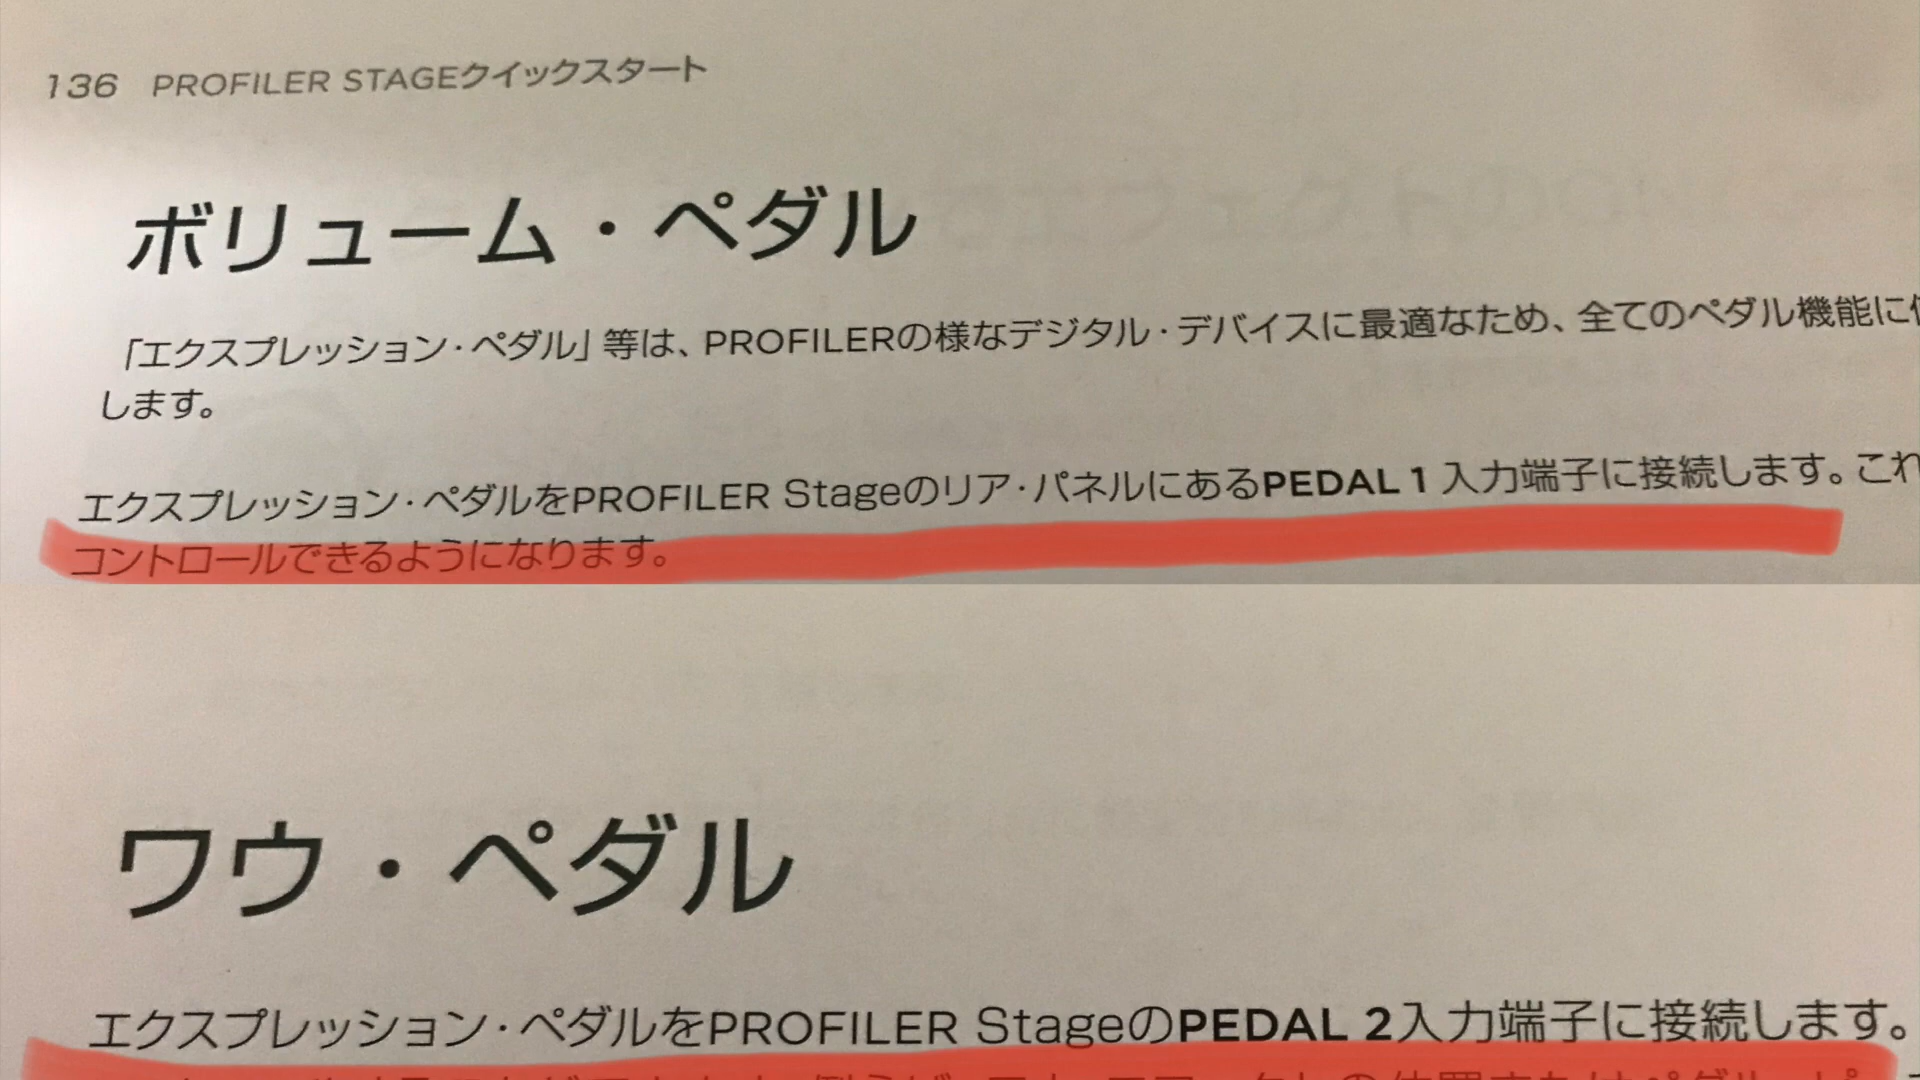 136 PROFILER STAGEクイックスタート
ボリューム・ペダル
「エクスプレッション・ペダル」等は、PROFILERの様なデジタル・デバイスに最適なため、全てのペダル機能に
します。
エクスプレッション・ペダルをPROFILER Stageのリア・パネルにあるPEDAL 1 入力端子に接続します。これ
コントロールできるようになります。
ワウ・ペダル
エクスプレッション・ペダルをPROFILER StageのPEDAL 2入力端子に接続します。